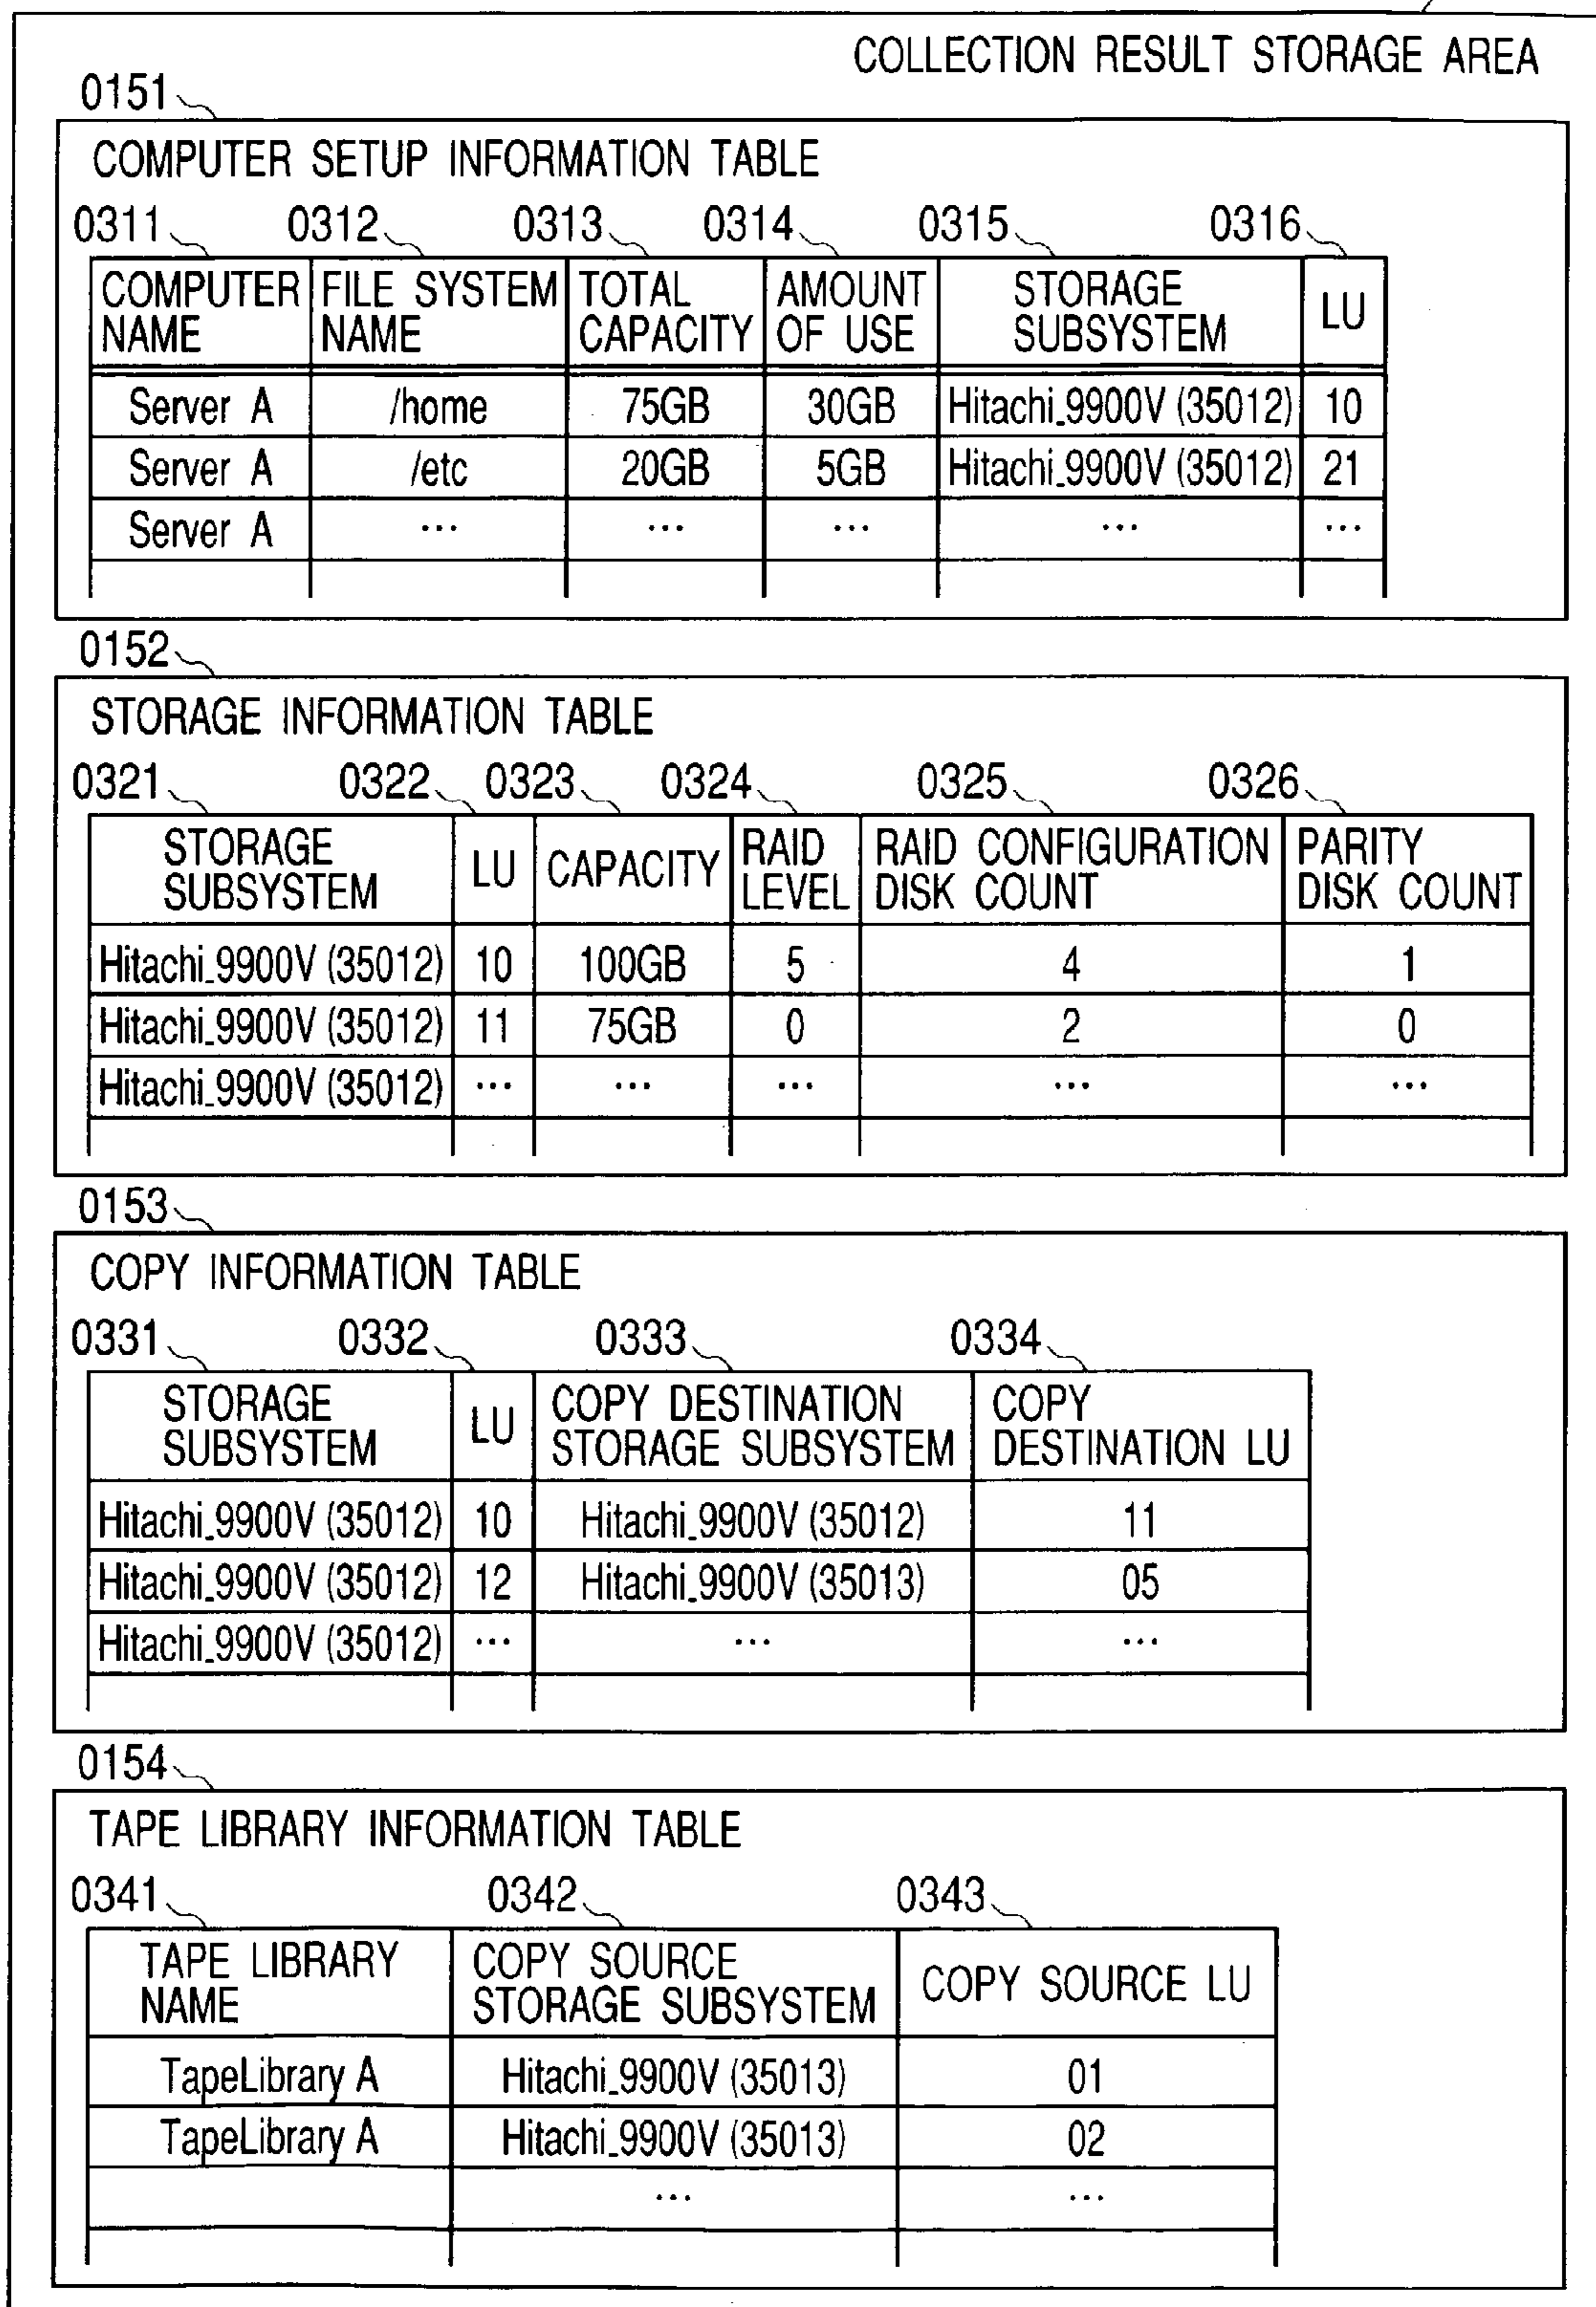 COLLECTION RESULT STORAGE AREA
0151
COMPUTER SETUP INFORMATION TABLE
0311 0312 0313 0314 0315 0316
COMPUTER NAME FILE SYSTEM NAME TOTAL CAPACITY AMOUNT OF USE STORAGE SUBSYSTEM LU
Server A /home 75GB 30GB Hitachi_9900V (35012) 10
Server A /etc 20GB 5GB Hitachi_9900V (35012) 21
Server A ... ... ... ... ...
0152
STORAGE INFORMATION TABLE
0321 0322 0323 0324 0325 0326
STORAGE SUBSYSTEM LU CAPACITY RAID LEVEL RAID CONFIGURATION DISK COUNT PARITY DISK COUNT
Hitachi_9900V (35012) 10 100GB 5 4 1
Hitachi_9900V (35012) 11 75GB 0 2 0
Hitachi_9900V (35012) ... ... ... ... ...
0153
COPY INFORMATION TABLE
0331 0332 0333 0334
STORAGE SUBSYSTEM LU COPY DESTINATION STORAGE SUBSYSTEM COPY DESTINATION LU
Hitachi_9900V (35012) 10 Hitachi_9900V (35012) 11
Hitachi_9900V (35012) 12 Hitachi_9900V (35013) 05
Hitachi_9900V (35012) ... ... ...
0154
TAPE LIBRARY INFORMATION TABLE
0341 0342 0343
TAPE LIBRARY NAME COPY SOURCE STORAGE SUBSYSTEM COPY SOURCE LU
TapeLibrary A Hitachi_9900V (35013) 01
TapeLibrary A Hitachi_9900V (35013) 02
... ...